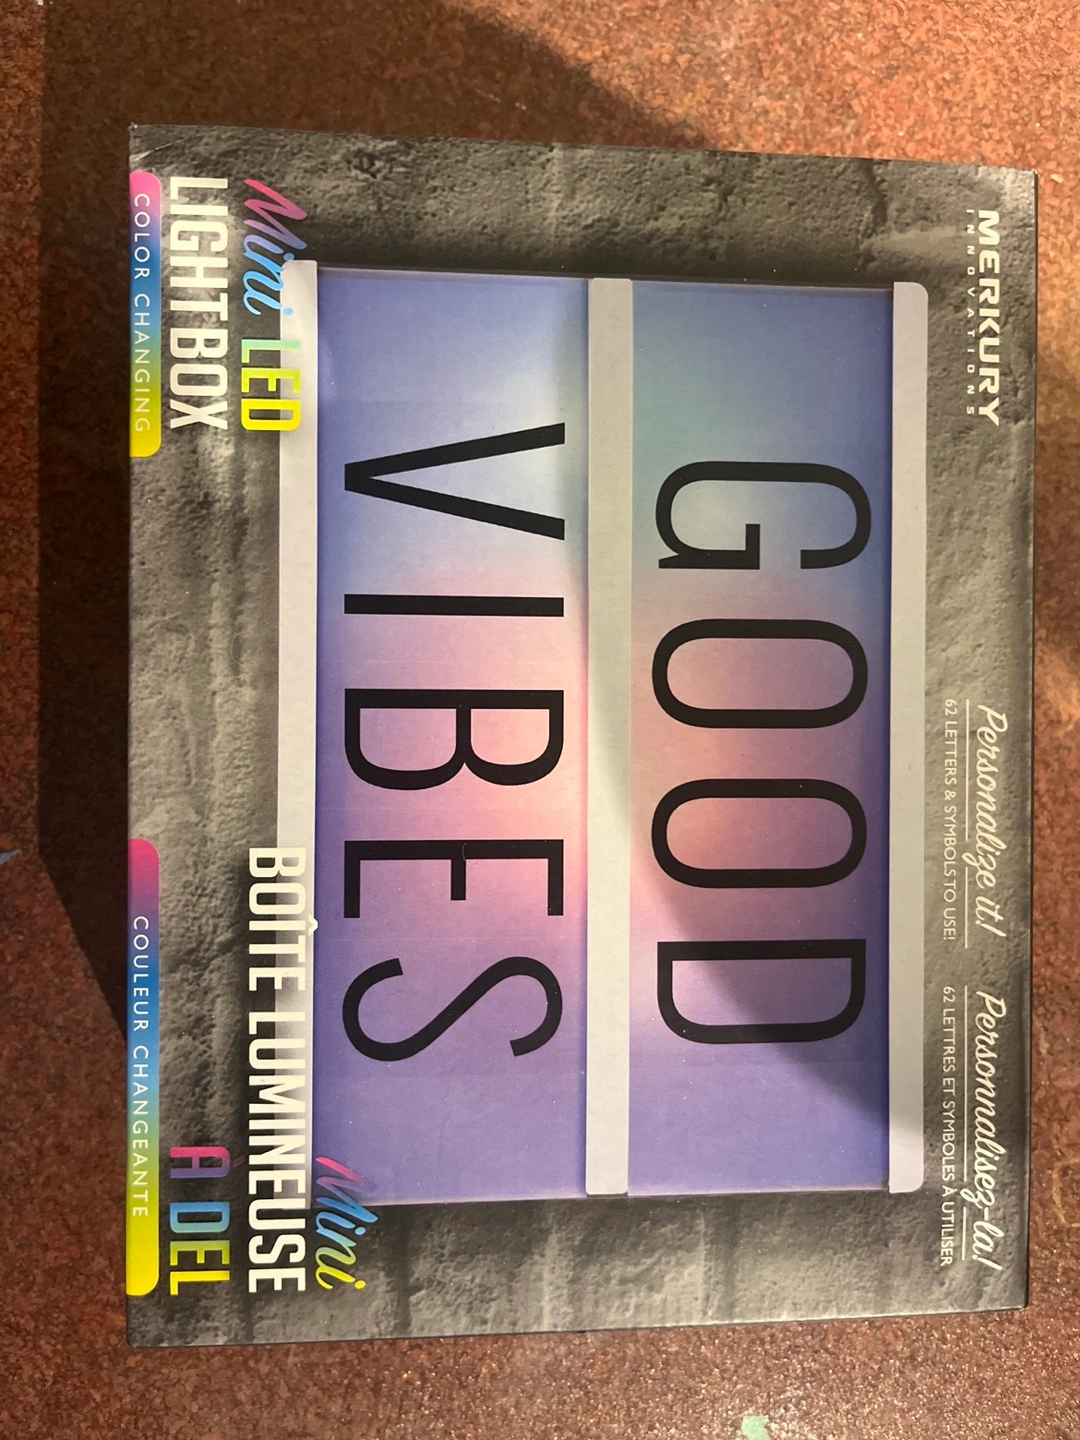 MERKURY
INNOVATIONS
Personalize it!
62 LETTERS & SYMBOLS TO USE!
Personnalisez-la!
62 LETTRES ET SYMBOLES À UTILISER
GOOD
VIBES
Mini LED
LIGHTBOX
COLOR CHANGING
Mini
BOÎTE LUMINEUSE
À DEL
COULEUR CHANGEANTE